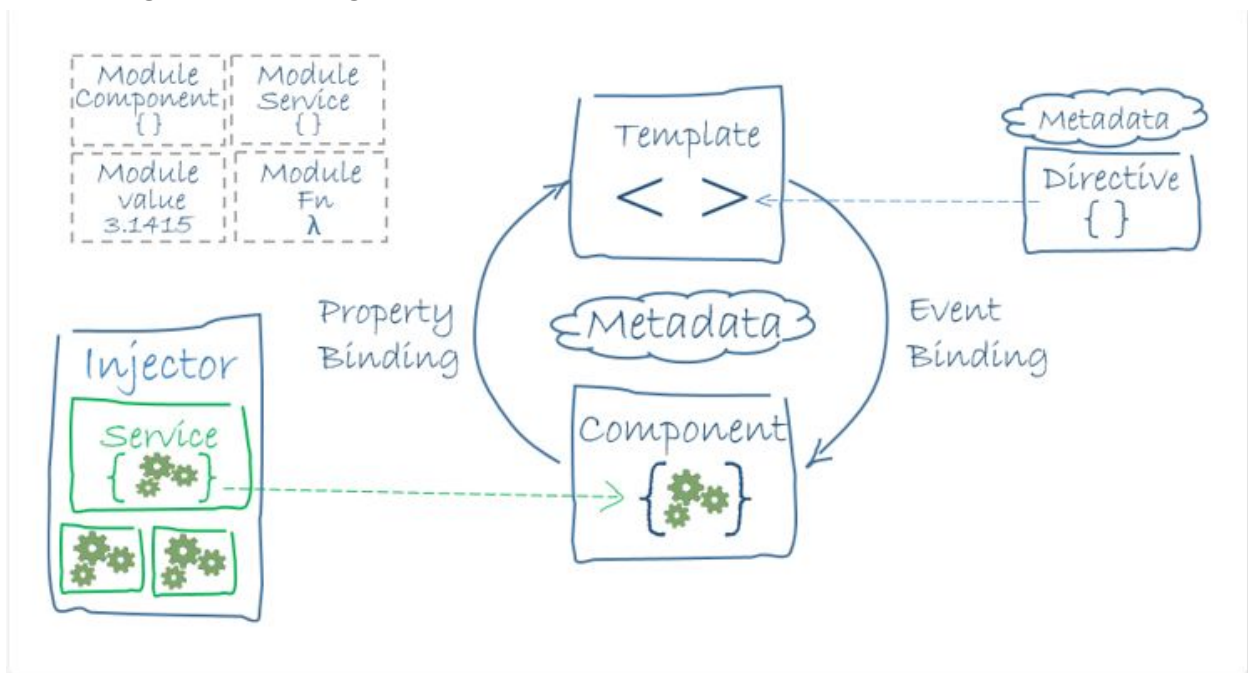 Module
Component
{ }
Module
Service
{ }
Module
value
3.1415
Module
Fn
λ
Template
< >
Metadata
Directive
{ }
Property
Binding
Metadata
Event
Binding
Injector
Service
{ }
Component
{ }